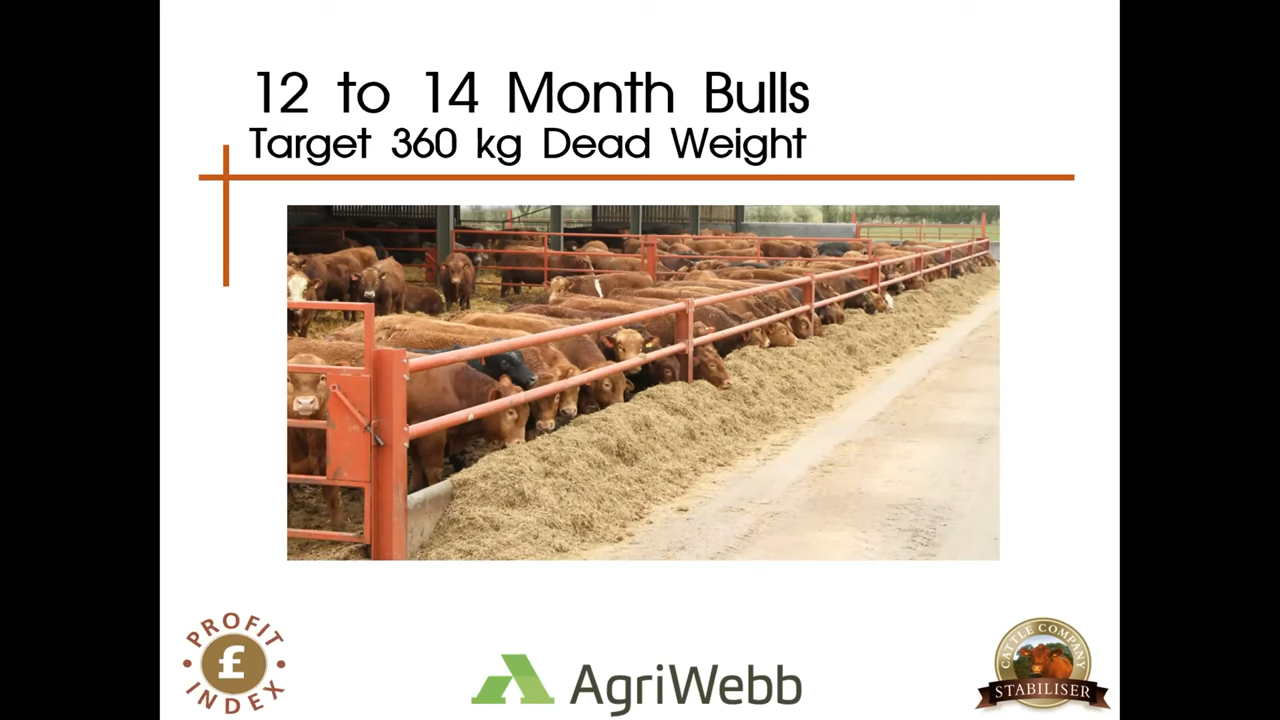 12 to 14 Month Bulls
Target 360 kg Dead Weight
PROFIT
£
INDEX
AgriWebb
CATTLE COMPANY
STABILISER